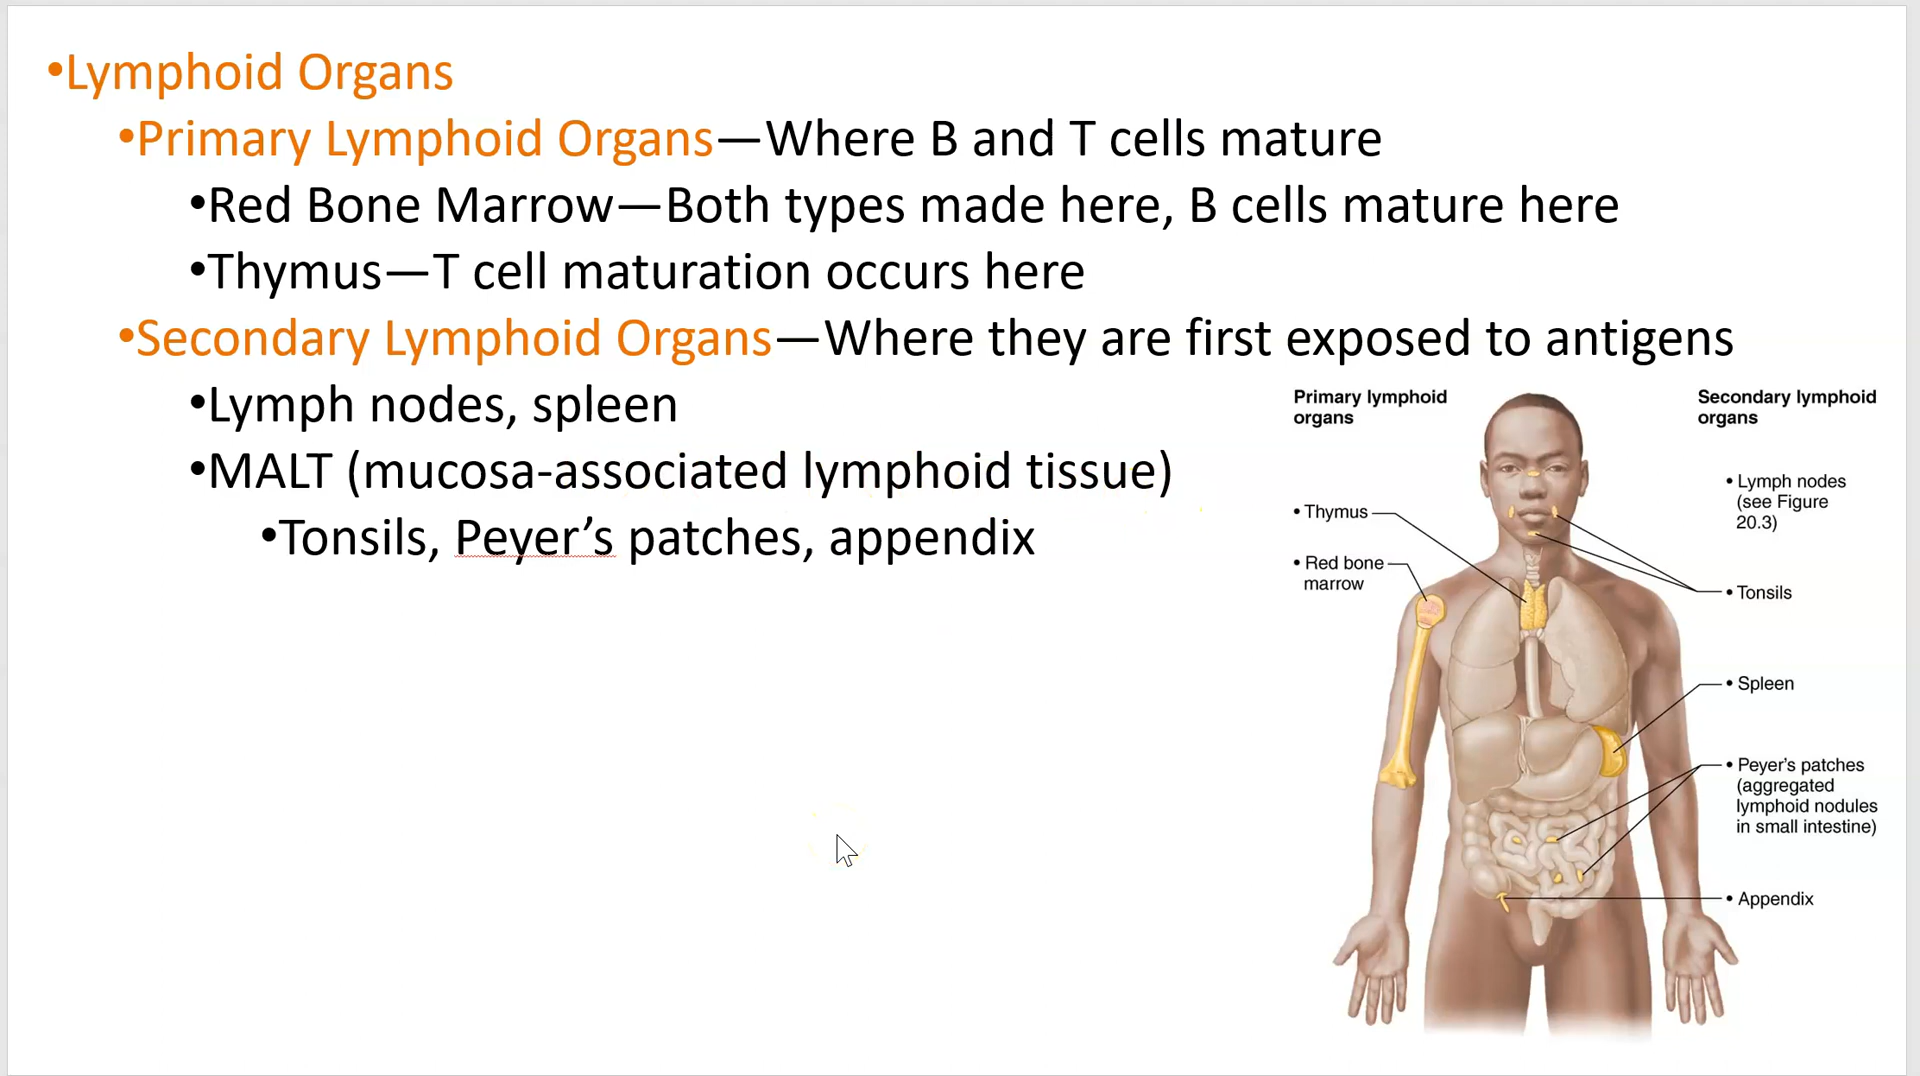 •Lymphoid Organs
•Primary Lymphoid Organs—Where B and T cells mature
•Red Bone Marrow—Both types made here, B cells mature here
•Thymus—T cell maturation occurs here
•Secondary Lymphoid Organs—Where they are first exposed to antigens
•Lymph nodes, spleen
•MALT (mucosa-associated lymphoid tissue)
•Tonsils, Peyer’s patches, appendix
Primary lymphoid
organs
• Thymus
• Red bone
marrow
Secondary lymphoid
organs
• Lymph nodes
(see Figure
20.3)
• Tonsils
• Spleen
• Peyer’s patches
(aggregated
lymphoid nodules
in small intestine)
• Appendix